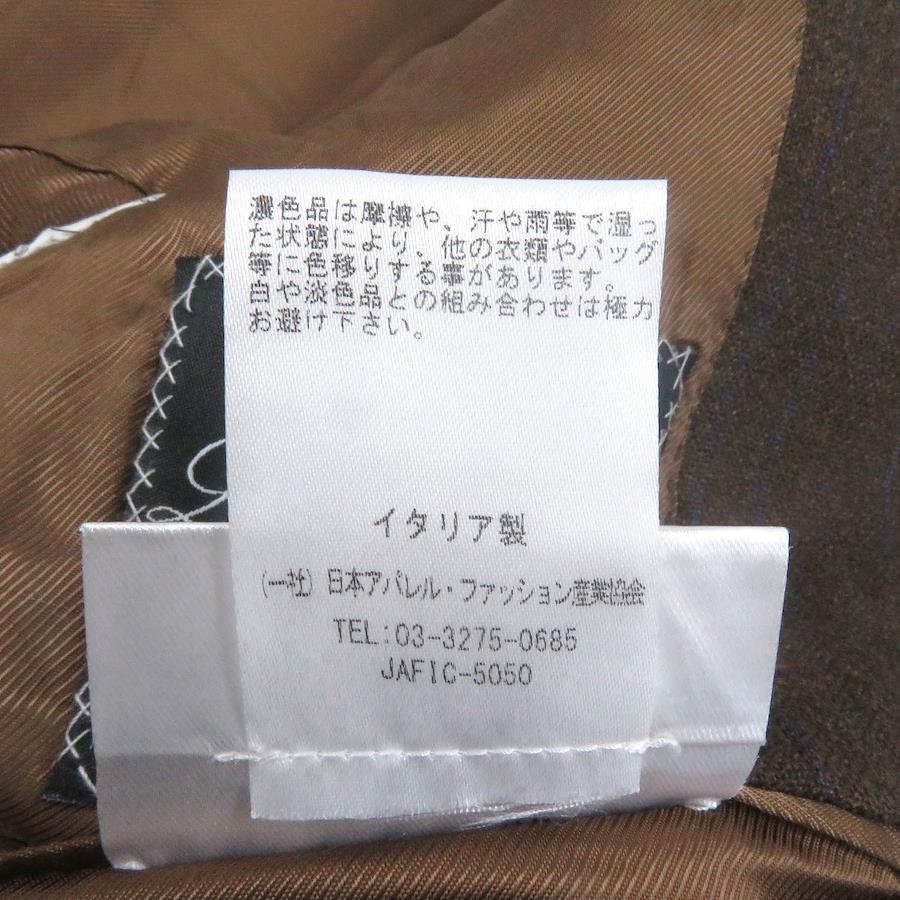 濃色品は摩擦や、汗や雨等で湿っ
た状態により、他の衣類やバッグ
等に色移りする事があります。
白や淡色品との組み合わせは極力
お避け下さい。
イタリア製
(一社) 日本アパレル・ファッション産業協会
TEL:03-3275-0685
JAFIC-5050